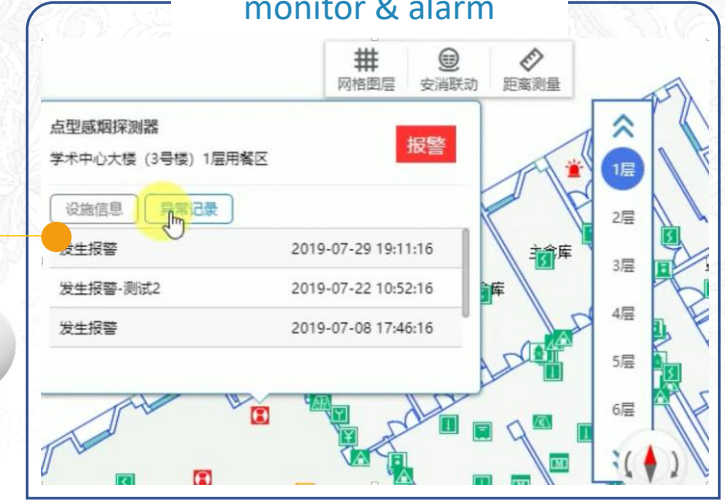 monitor & alarm
网格图层 安消联动 距离测量
点型感烟探测器
学术中心大楼（3号楼）1层用餐区
报警
设施信息 异常记录
发生报警 2019-07-29 19:11:16
发生报警-测试2 2019-07-22 10:52:16
发生报警 2019-07-08 17:46:16
1层
2层
3层
4层
5层
6层
主食库
库